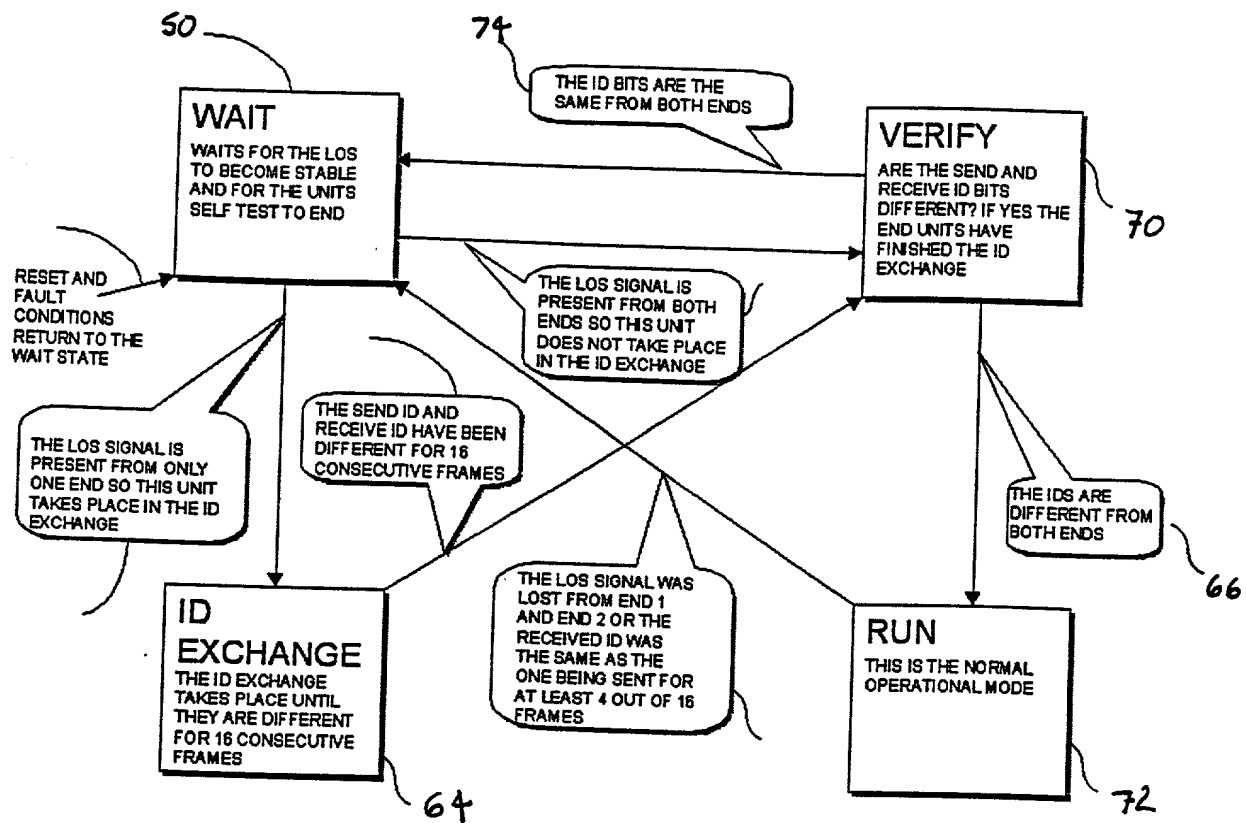 50
74
THE ID BITS ARE THE
SAME FROM BOTH ENDS
WAIT
WAITS FOR THE LOS
TO BECOME STABLE
AND FOR THE UNITS
SELF TEST TO END
VERIFY
ARE THE SEND AND
RECEIVE ID BITS
DIFFERENT? IF YES THE
END UNITS HAVE
FINISHED THE ID
EXCHANGE
70
RESET AND
FAULT
CONDITIONS
RETURN TO THE
WAIT STATE
THE LOS SIGNAL IS
PRESENT FROM BOTH
ENDS SO THIS UNIT
DOES NOT TAKE PLACE
IN THE ID EXCHANGE
THE SEND ID AND
RECEIVE ID HAVE BEEN
DIFFERENT FOR 16
CONSECUTIVE FRAMES
THE LOS SIGNAL IS
PRESENT FROM ONLY
ONE END SO THIS UNIT
TAKES PLACE IN THE ID
EXCHANGE
THE IDS ARE
DIFFERENT FROM
BOTH ENDS
66
THE LOS SIGNAL WAS
LOST FROM END 1
AND END 2 OR THE
RECEIVED ID WAS
THE SAME AS THE
ONE BEING SENT FOR
AT LEAST 4 OUT OF 16
FRAMES
ID
EXCHANGE
THE ID EXCHANGE
TAKES PLACE UNTIL
THEY ARE DIFFERENT
FOR 16 CONSECUTIVE
FRAMES
64
RUN
THIS IS THE NORMAL
OPERATIONAL MODE
72